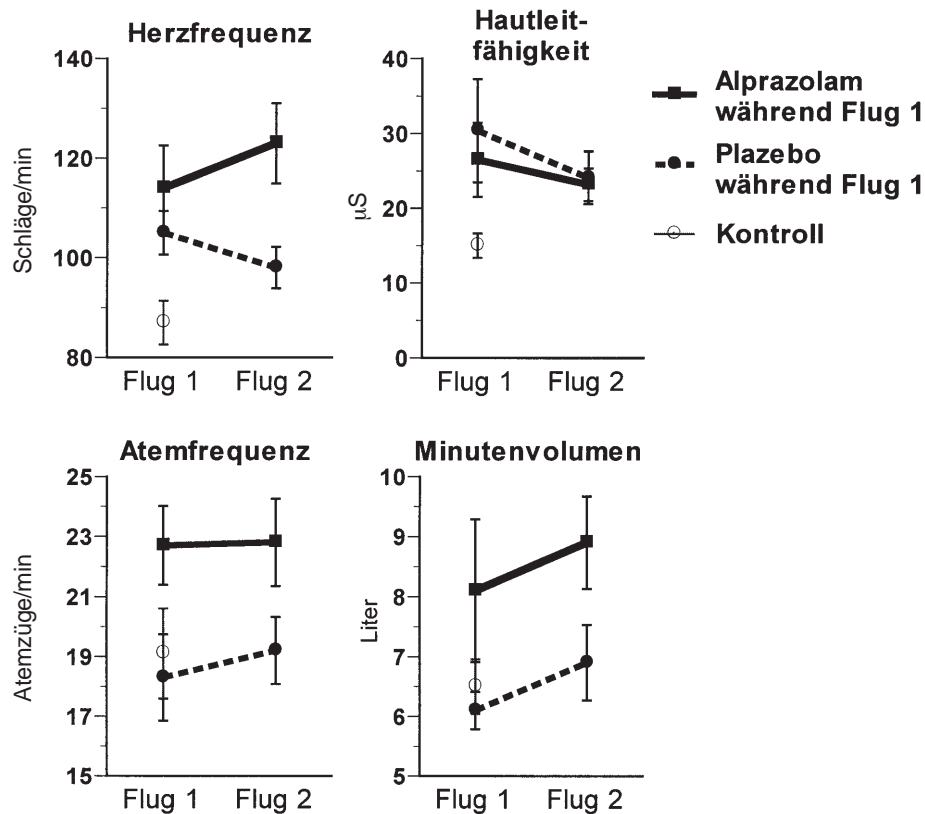 Herzfrequenz
140
120
100
80
Schläge/min
Flug 1 Flug 2
Hautleit-
fähigkeit
40
30
20
10
0
µS
Flug 1 Flug 2
Alprazolam
während Flug 1
Plazebo
während Flug 1
Kontroll
Atemfrequenz
25
23
21
19
17
15
Atemzüge/min
Flug 1 Flug 2
Minutenvolumen
10
9
8
7
6
5
Liter
Flug 1 Flug 2